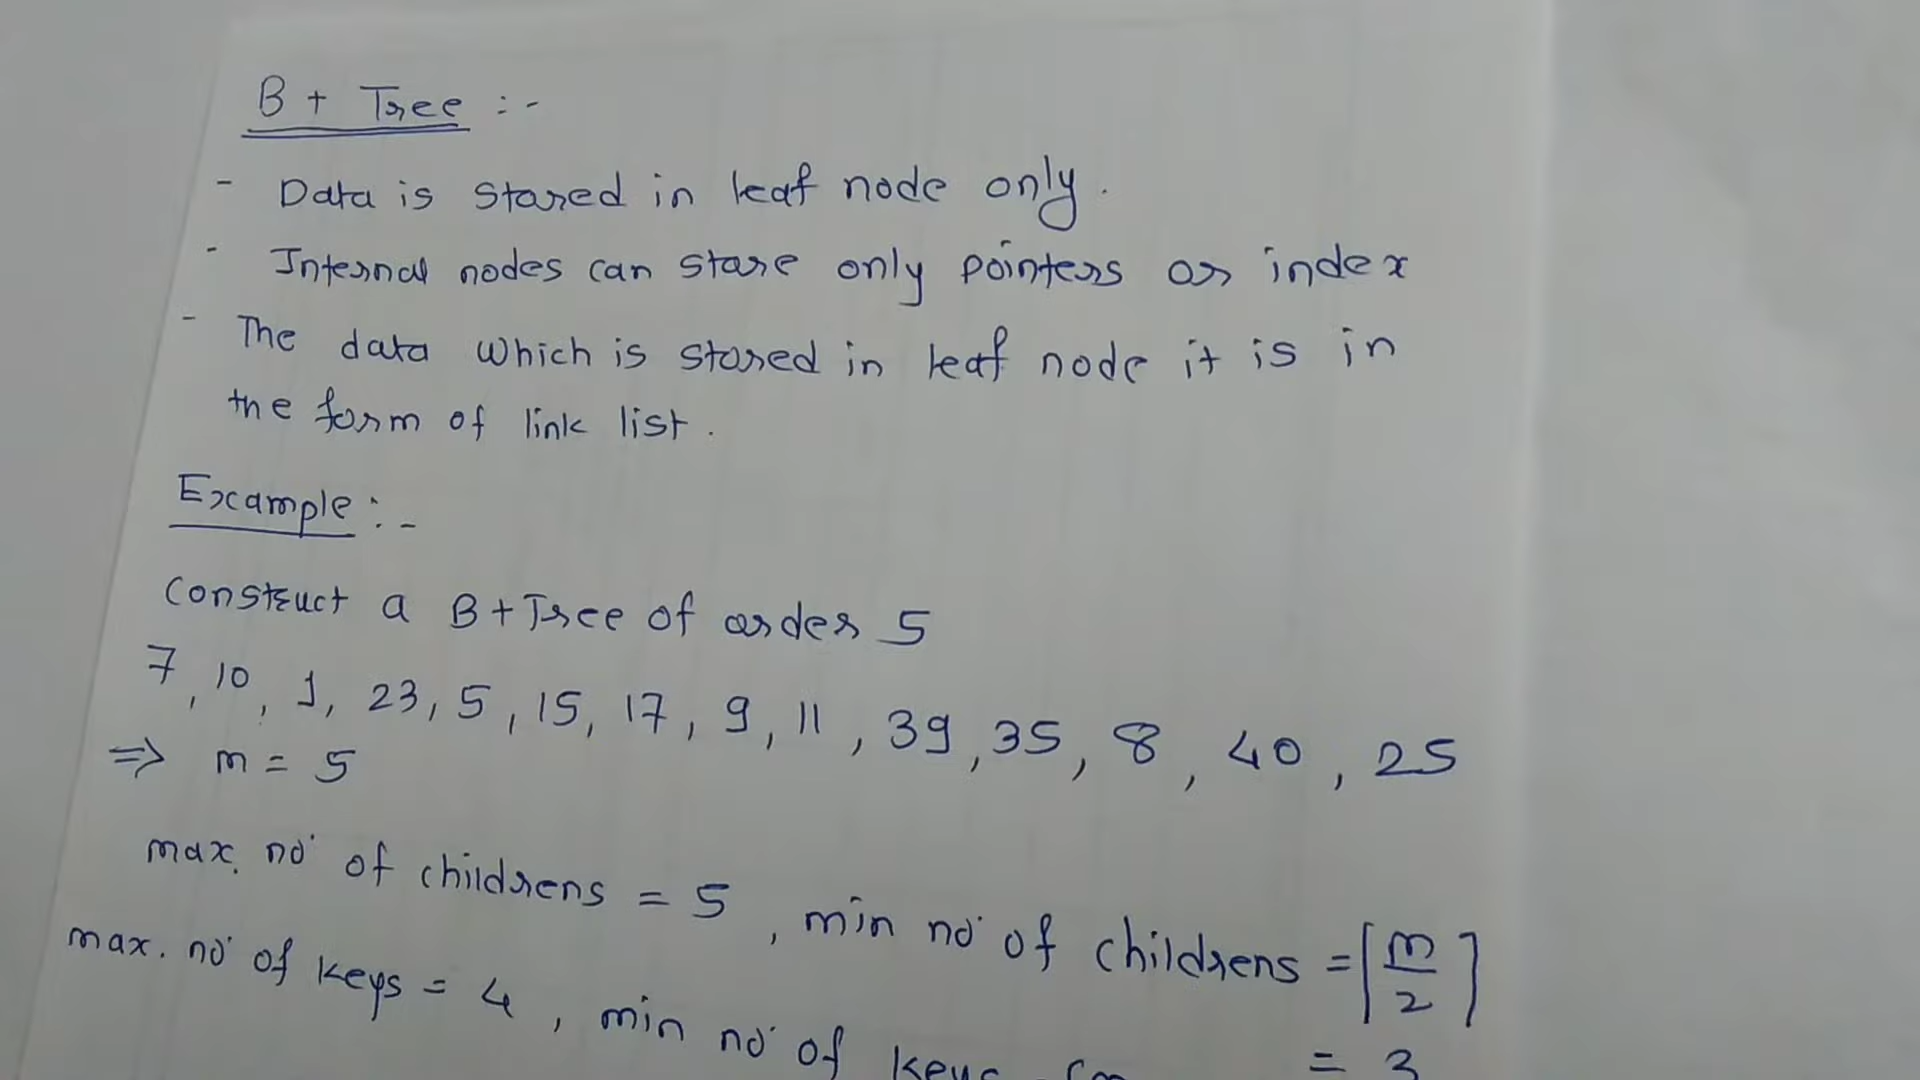 B + Tree :-
- Data is stored in leaf node only.
- Internal nodes can store only pointers or index
- The data which is stored in leaf node it is in
the form of link list.
Example :-
Construct a B+Tree of order 5
7, 10, 1, 23, 5, 15, 17, 9, 11, 39, 35, 8, 40, 25
⇒ m = 5
max. no. of childrens = 5, min no. of childrens = ⌈m/2⌉
= 3
max. no. of keys = 4, min no. of keys